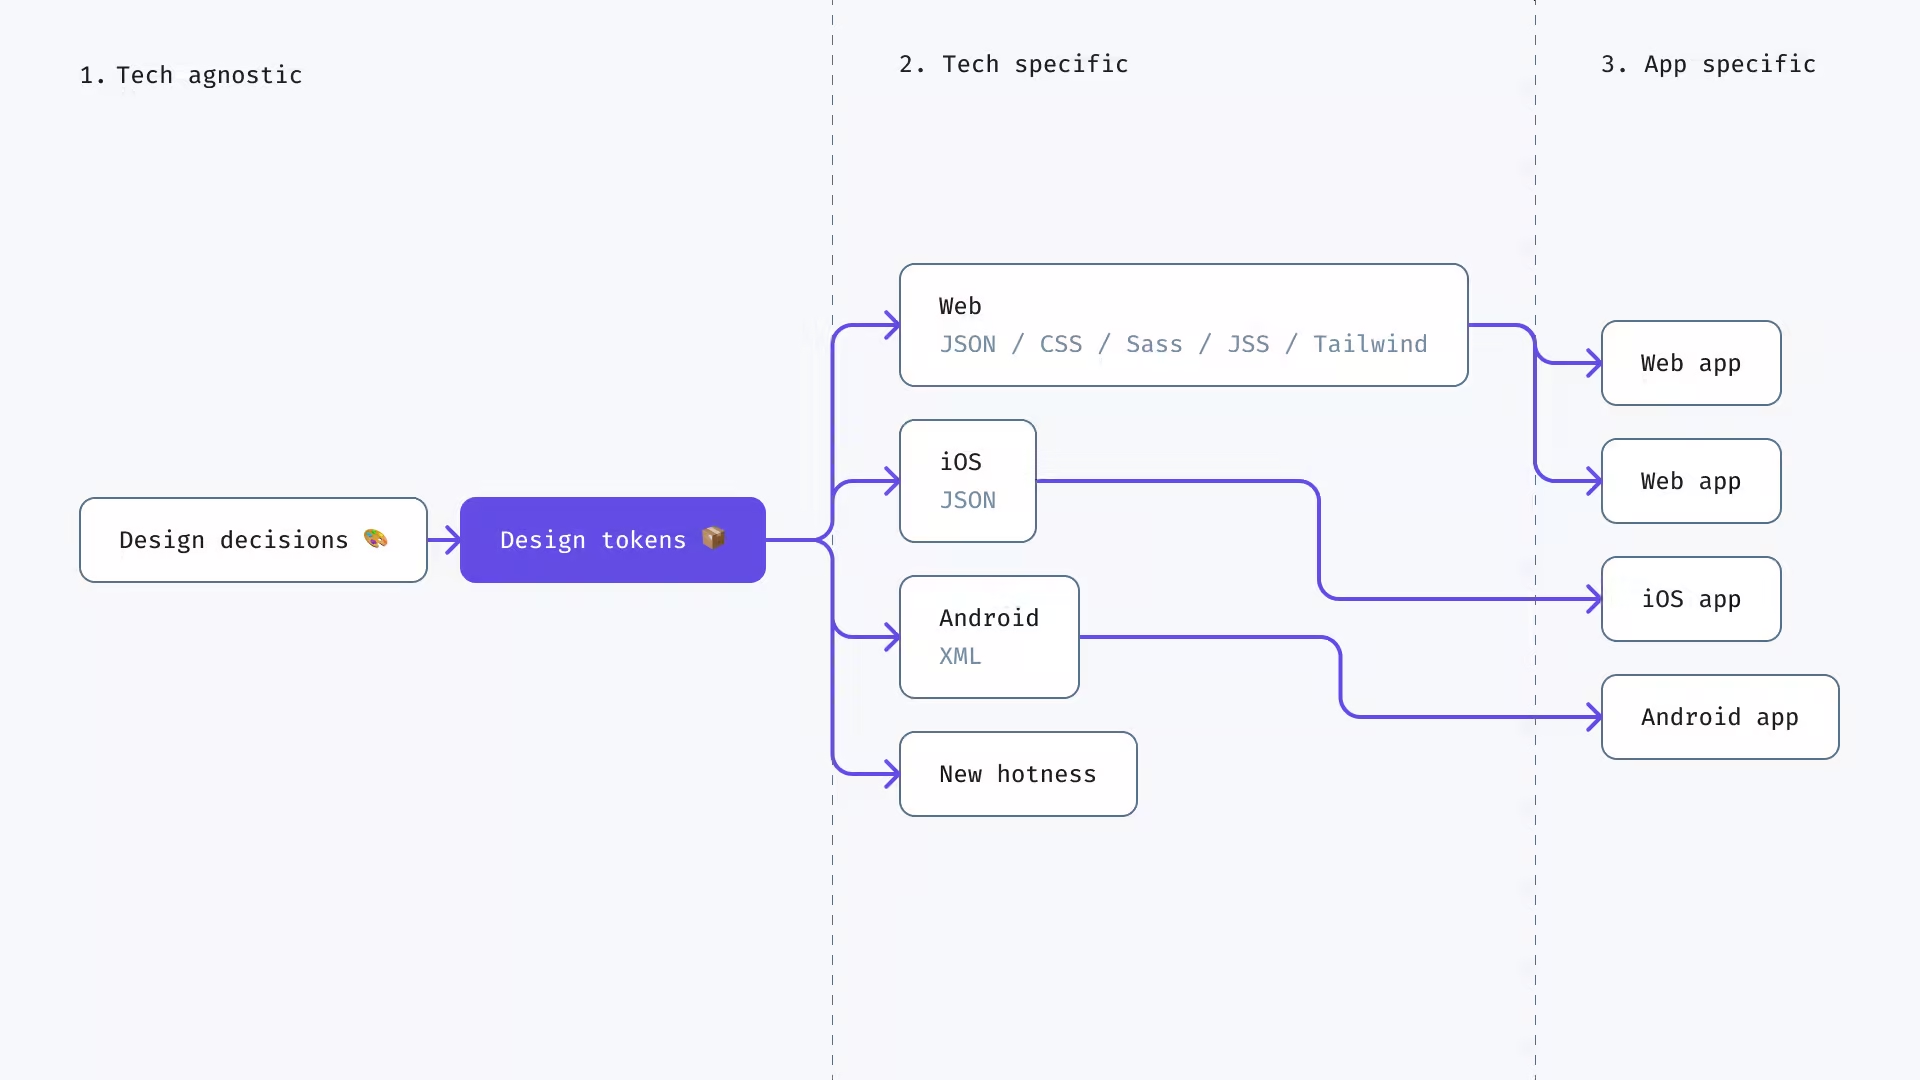 1. Tech agnostic
2. Tech specific
3. App specific
Design decisions 🎨
Design tokens 📦
Web
JSON / CSS / Sass / JSS / Tailwind
iOS
JSON
Android
XML
New hotness
Web app
Web app
iOS app
Android app